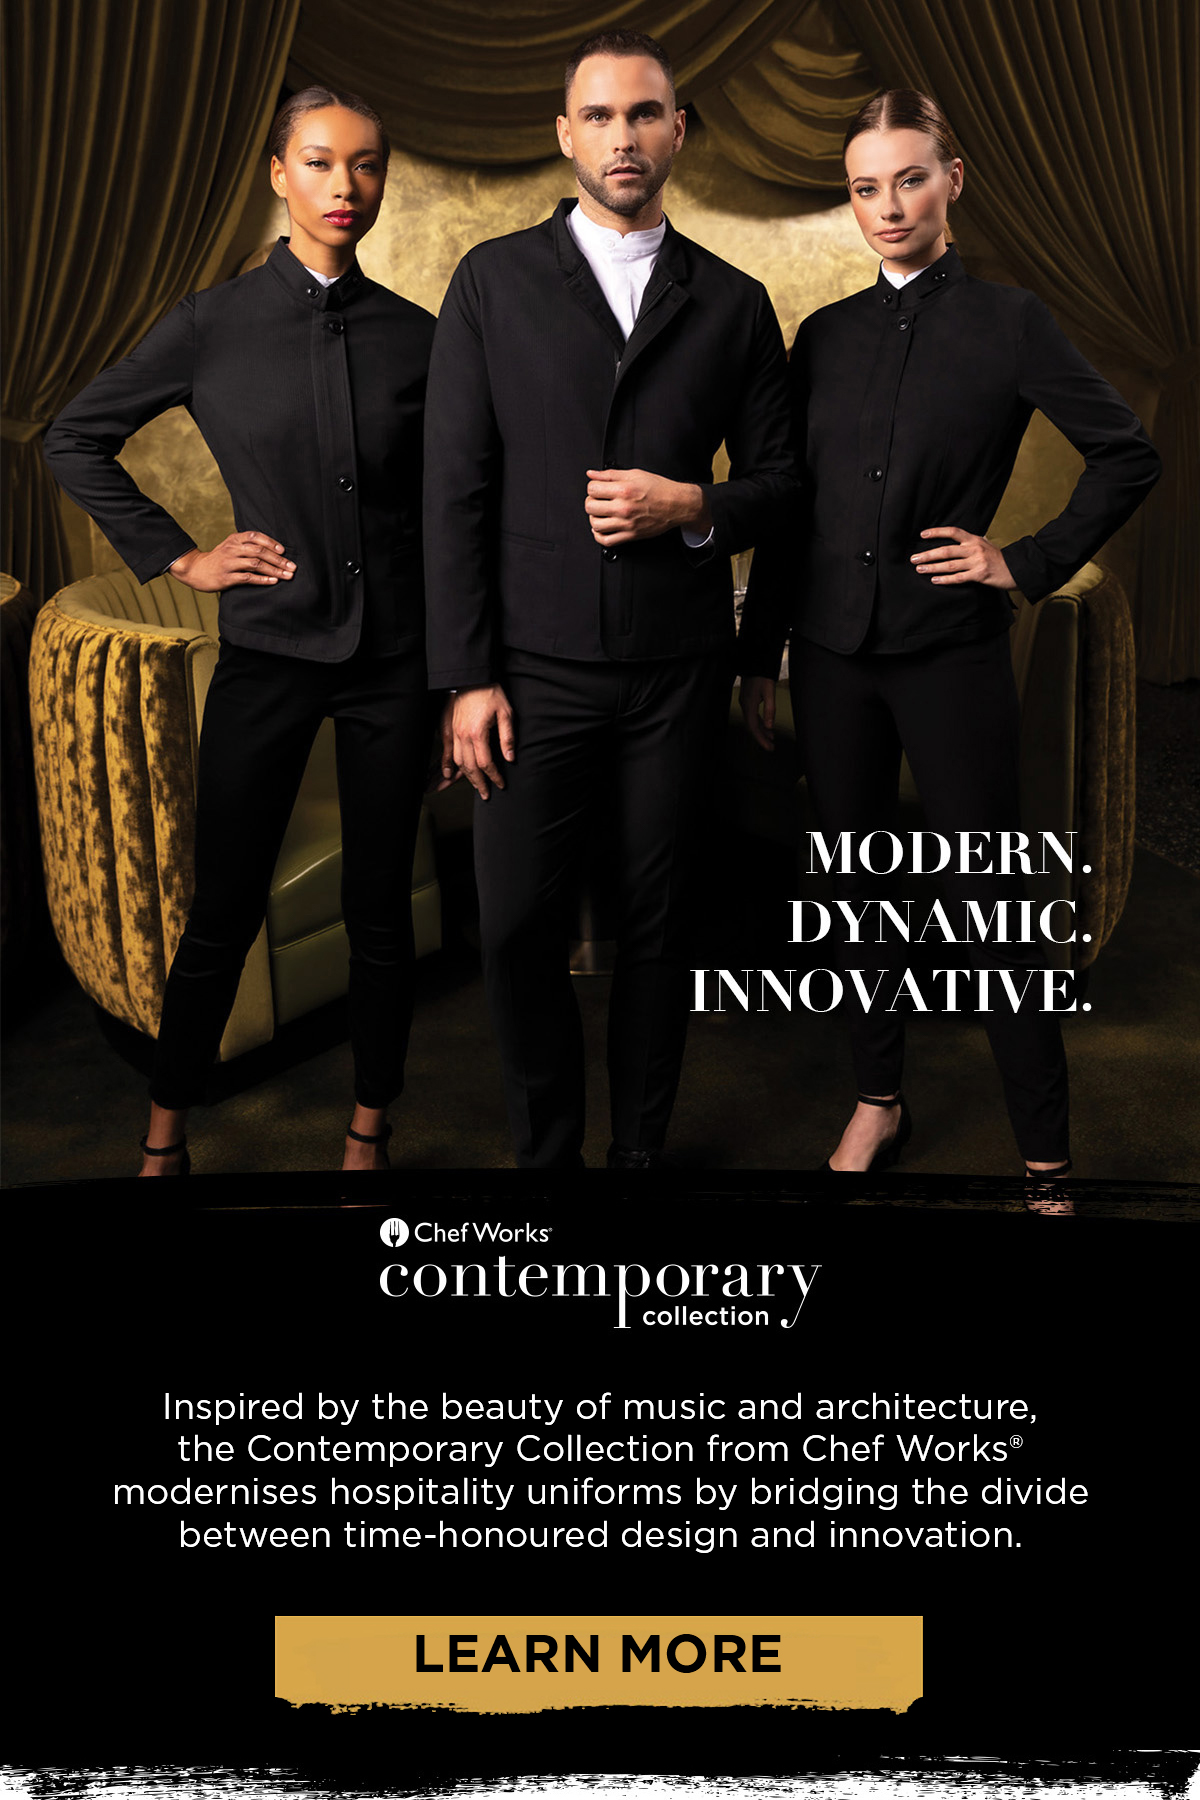 MODERN.
DYNAMIC.
INNOVATIVE.
Chef Works®
contemporary
collection
Inspired by the beauty of music and architecture,
the Contemporary Collection from Chef Works®
modernises hospitality uniforms by bridging the divide
between time-honoured design and innovation.
LEARN MORE